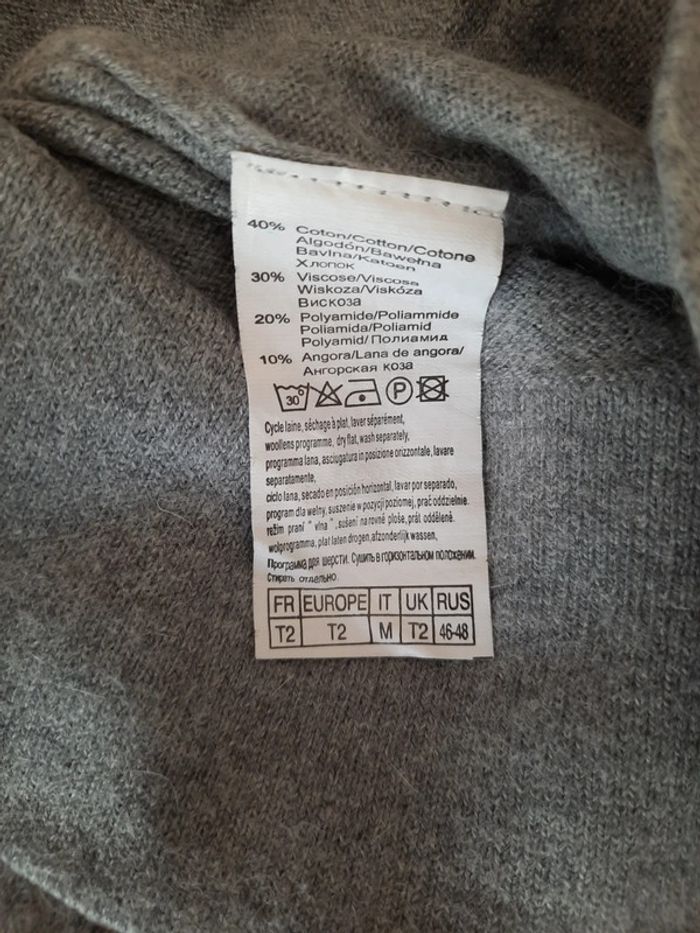 40% Coton/Cotton/Cotone
Algodón/Bawełna
Bavlna/Katoen
Хлопок
30% Viscose/Viscosa
Wiskoza/Viskóza
Вискоза
20% Polyamide/Poliammide
Poliamida/Poliamid
Polyamid/Полиамид
10% Angora/Lana de angora/
Ангорская коза
30° P
Cycle laine, séchage à plat, laver séparément,
woollens programme, dry flat, wash separately,
programma lana, asciugatura in posizione orizzontale, lavare
separatamente,
ciclo lana, secado en posición horizontal, lavar por separado,
program dla wełny, suszenie w pozycji poziomej, prać oddzielnie.
režim praní " vlna ", sušení na rovné ploše, prát odděleně.
wolprogramma, plat laten drogen, afzonderlijk wassen,
Программа для шерсти. Сушить в горизонтальном положении.
Стирать отдельно.
FR EUROPE IT UK RUS
T2 T2 M T2 46-48